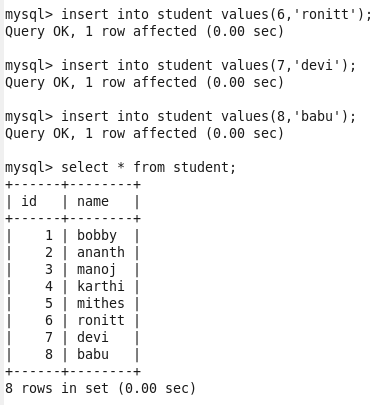 mysql> insert into student values(6,'ronitt');
Query OK, 1 row affected (0.00 sec)

mysql> insert into student values(7,'devi');
Query OK, 1 row affected (0.00 sec)

mysql> insert into student values(8,'babu');
Query OK, 1 row affected (0.00 sec)

mysql> select * from student;
+------+--------+
| id   | name   |
+------+--------+
|    1 | bobby  |
|    2 | ananth |
|    3 | manoj  |
|    4 | karthi |
|    5 | mithes |
|    6 | ronitt |
|    7 | devi   |
|    8 | babu   |
+------+--------+
8 rows in set (0.00 sec)